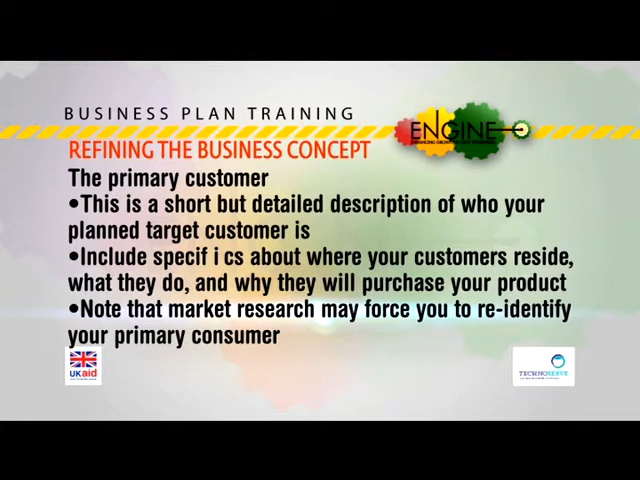 BUSINESS PLAN TRAINING
ENGINE
REFINING THE BUSINESS CONCEPT
The primary customer
•This is a short but detailed description of who your
planned target customer is
•Include specif i cs about where your customers reside,
what they do, and why they will purchase your product
•Note that market research may force you to re-identify
your primary consumer
UKaid
TECHNOSERVE